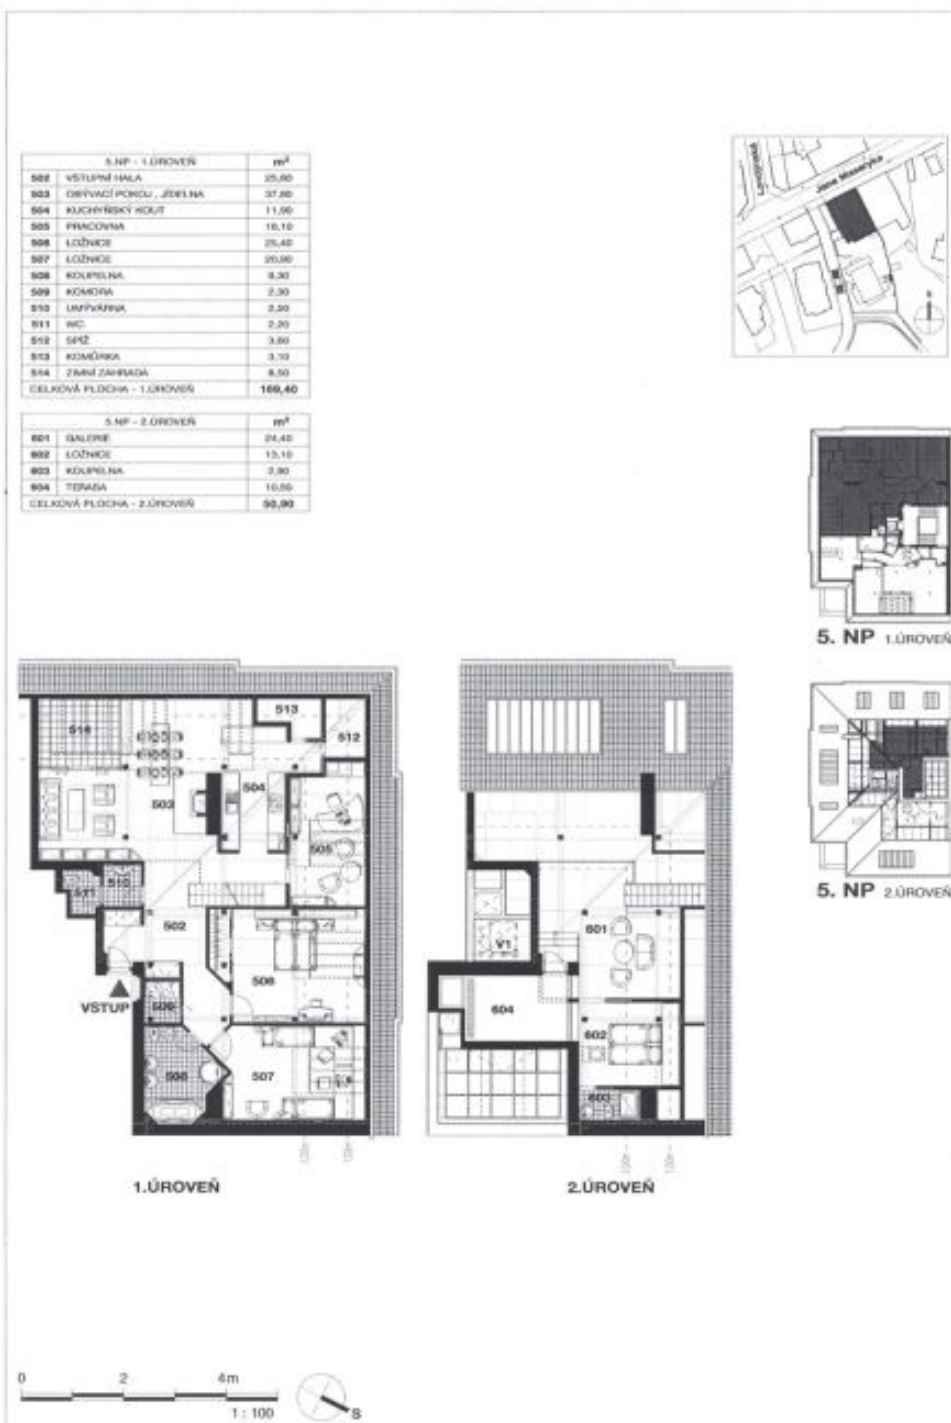 5.NP - 1.ÚROVEŇ m²
502 VSTUPNÍ HALA 25,60
503 OBÝVACÍ POKOJ , JÍDELNA 37,80
504 KUCHYŇSKÝ KOUT 11,90
505 PRACOVNA 16,10
506 LOŽNICE 25,40
507 LOŽNICE 20,90
508 KOUPELNA 9,30
509 KOMORA 2,30
510 UMÝVÁRNA
511 WC 2,20
512 SPÍŽ 3,80
513 KOMŮRKA 3,10
514 ZIMNÍ ZAHRADA 8,50
CELKOVÁ PLOCHA - 1.ÚROVEŇ 169,40
5.NP - 2.ÚROVEŇ m²
601 GALERIE 24,40
602 LOŽNICE 13,10
603 KOUPELNA 2,90
604 TERASA 10,50
CELKOVÁ PLOCHA - 2.ÚROVEŇ 50,90
Jana Masaryka
5. NP 1.ÚROVEŇ
5. NP 2.ÚROVEŇ
513
514
512
503
504
505
511
510
502
506
VSTUP
509
508
507
1.ÚROVEŇ
V1
601
604
602
603
2.ÚROVEŇ
0 2 4m
1 : 100
S